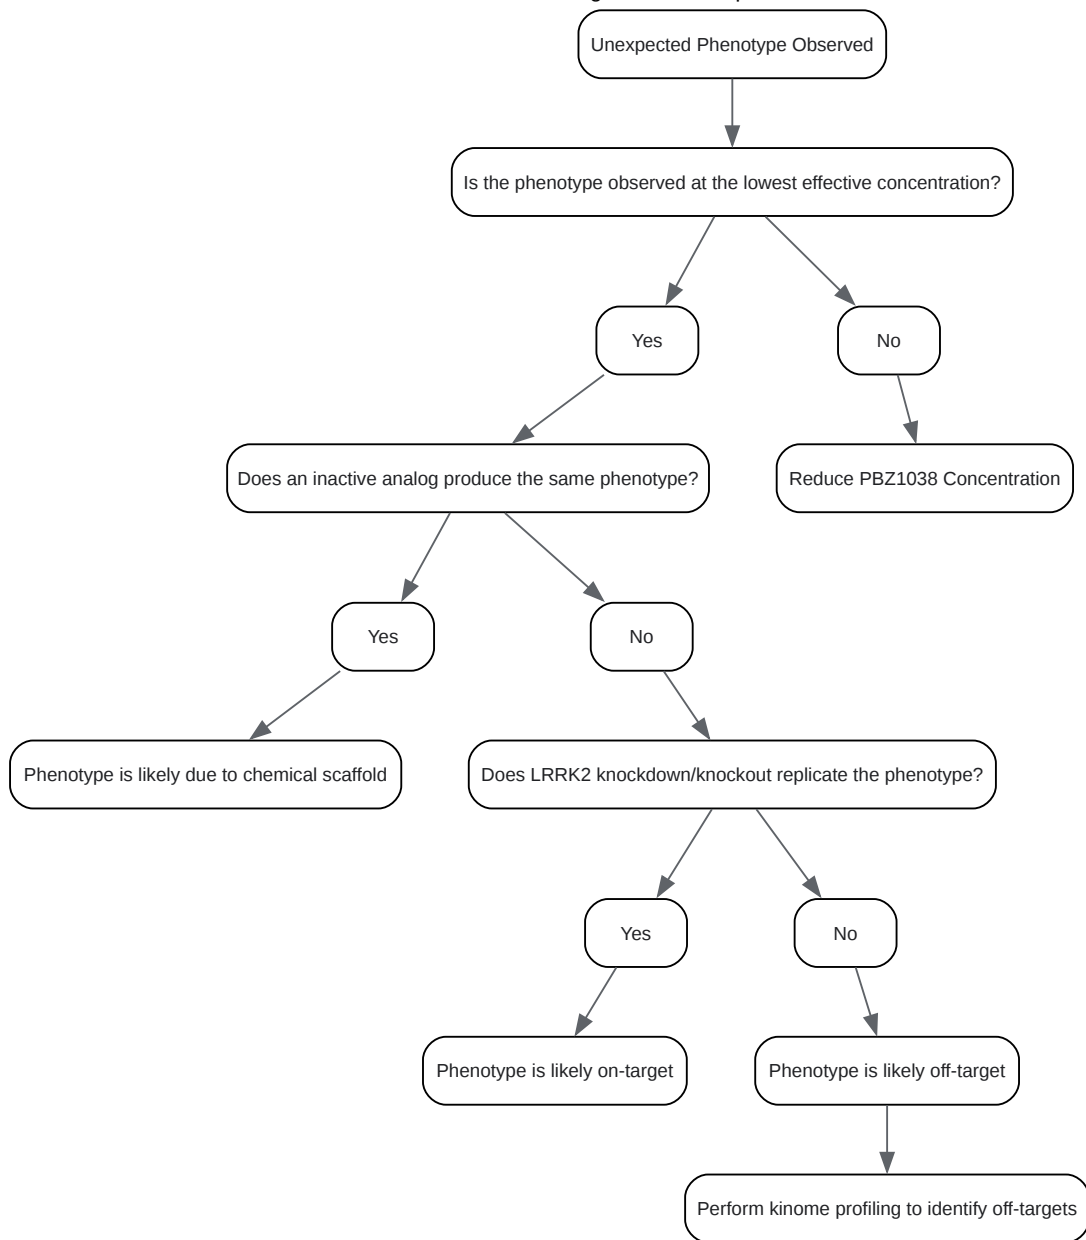 Unexpected Phenotype Observed
Is the phenotype observed at the lowest effective concentration?
Yes
No
Does an inactive analog produce the same phenotype?
Reduce PBZ1038 Concentration
Yes
No
Phenotype is likely due to chemical scaffold
Does LRRK2 knockdown/knockout replicate the phenotype?
Yes
No
Phenotype is likely on-target
Phenotype is likely off-target
Perform kinome profiling to identify off-targets